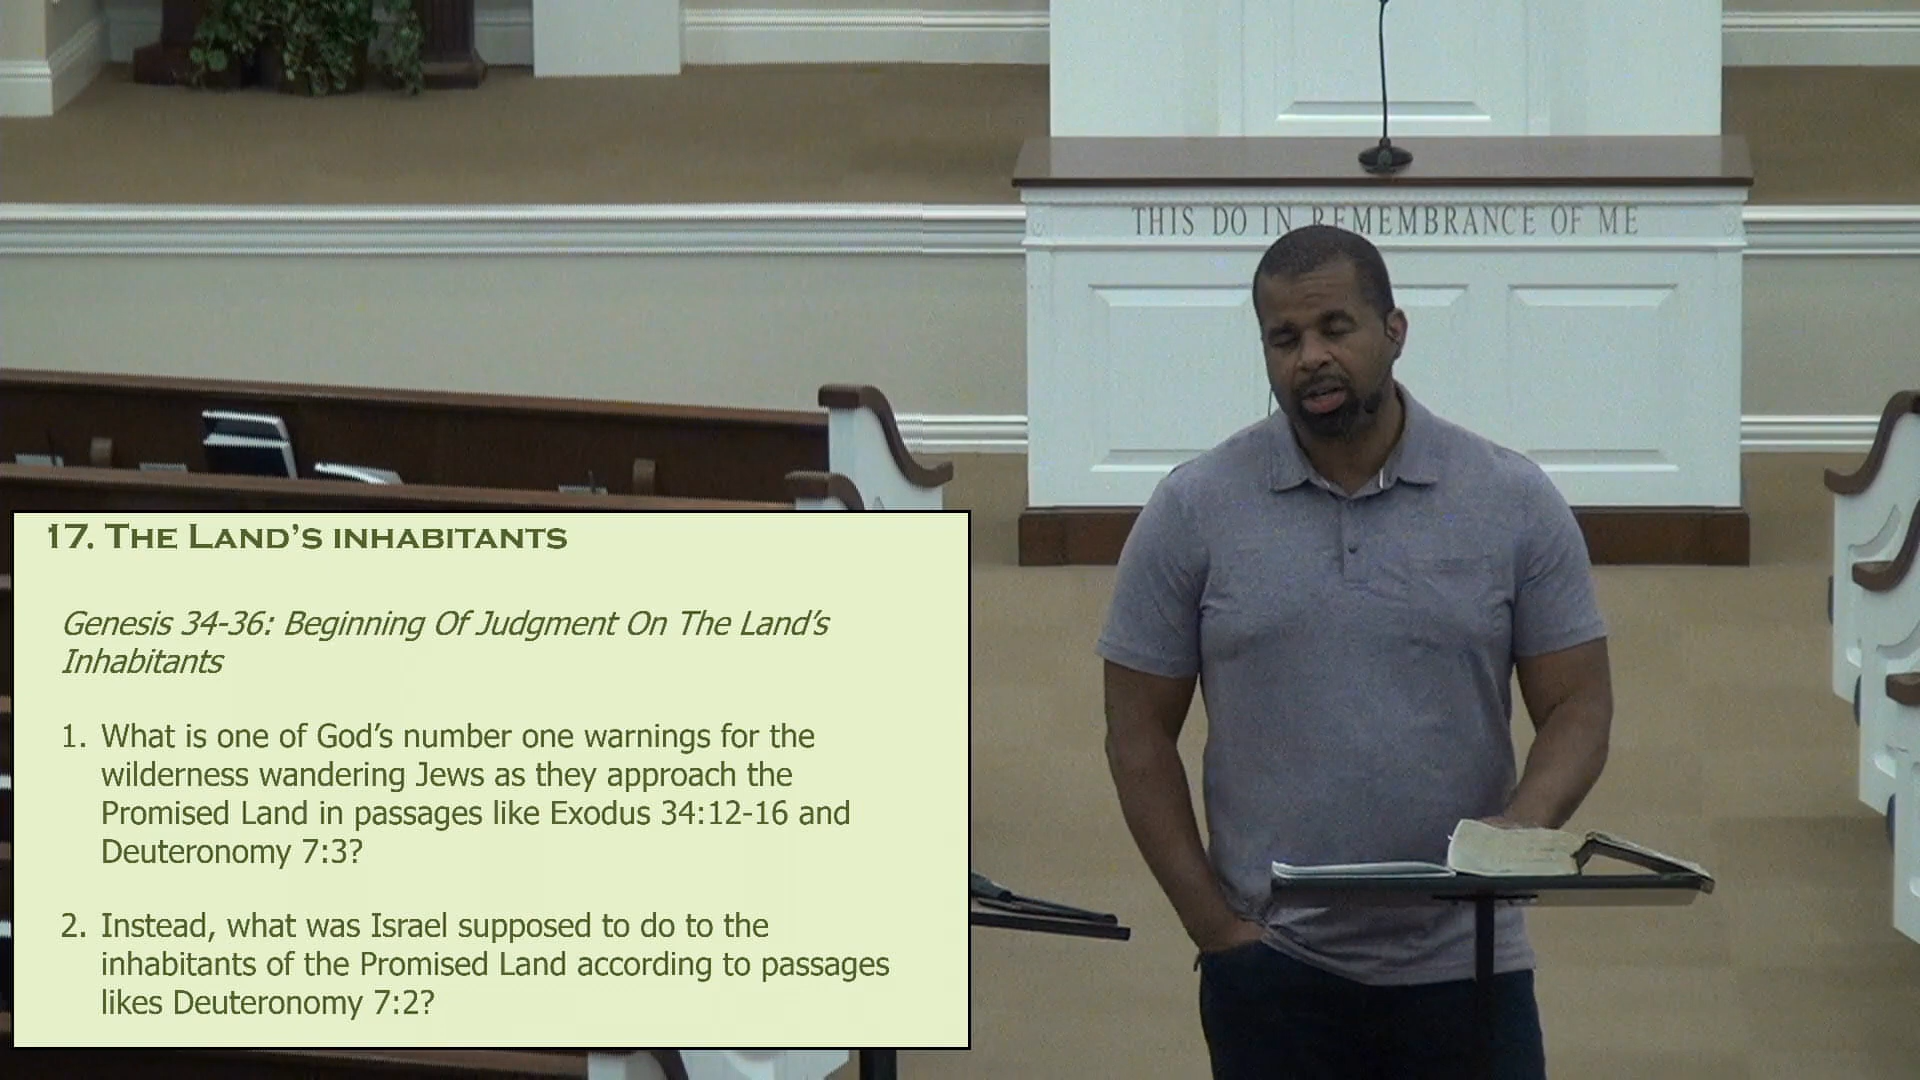 THIS DO IN REMEMBRANCE OF ME
17. THE LAND'S INHABITANTS
Genesis 34-36: Beginning Of Judgment On The Land's
Inhabitants
1. What is one of God's number one warnings for the
wilderness wandering Jews as they approach the
Promised Land in passages like Exodus 34:12-16 and
Deuteronomy 7:3?
2. Instead, what was Israel supposed to do to the
inhabitants of the Promised Land according to passages
likes Deuteronomy 7:2?